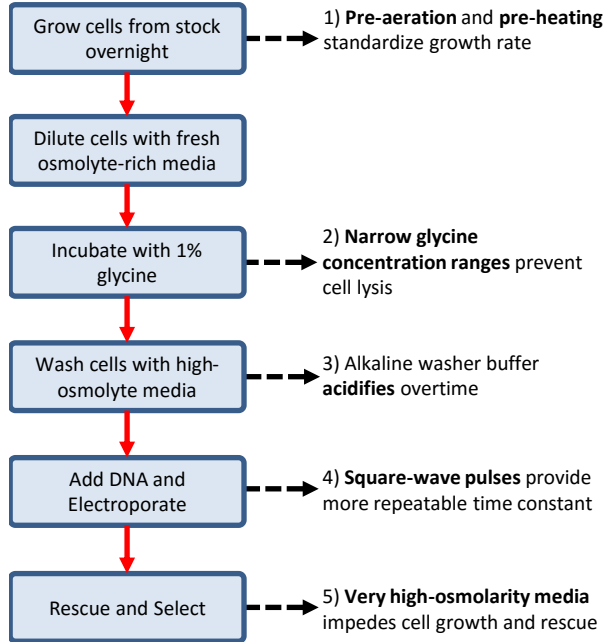 Grow cells from stock
overnight
1) Pre-aeration and pre-heating
standardize growth rate
Dilute cells with fresh
osmolyte-rich media
Incubate with 1%
glycine
2) Narrow glycine
concentration ranges prevent
cell lysis
Wash cells with high-
osmolyte media
3) Alkaline washer buffer
acidifies overtime
Add DNA and
Electroporate
4) Square-wave pulses provide
more repeatable time constant
Rescue and Select
5) Very high-osmolarity media
impedes cell growth and rescue